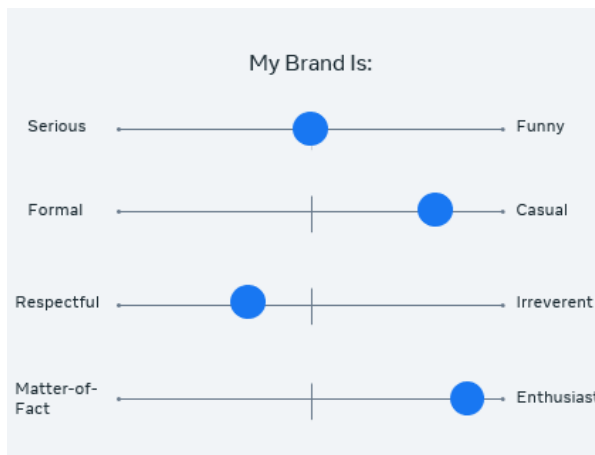 My Brand Is:
Serious Funny
Formal Casual
Respectful Irreverent
Matter-of-
Fact Enthusiast